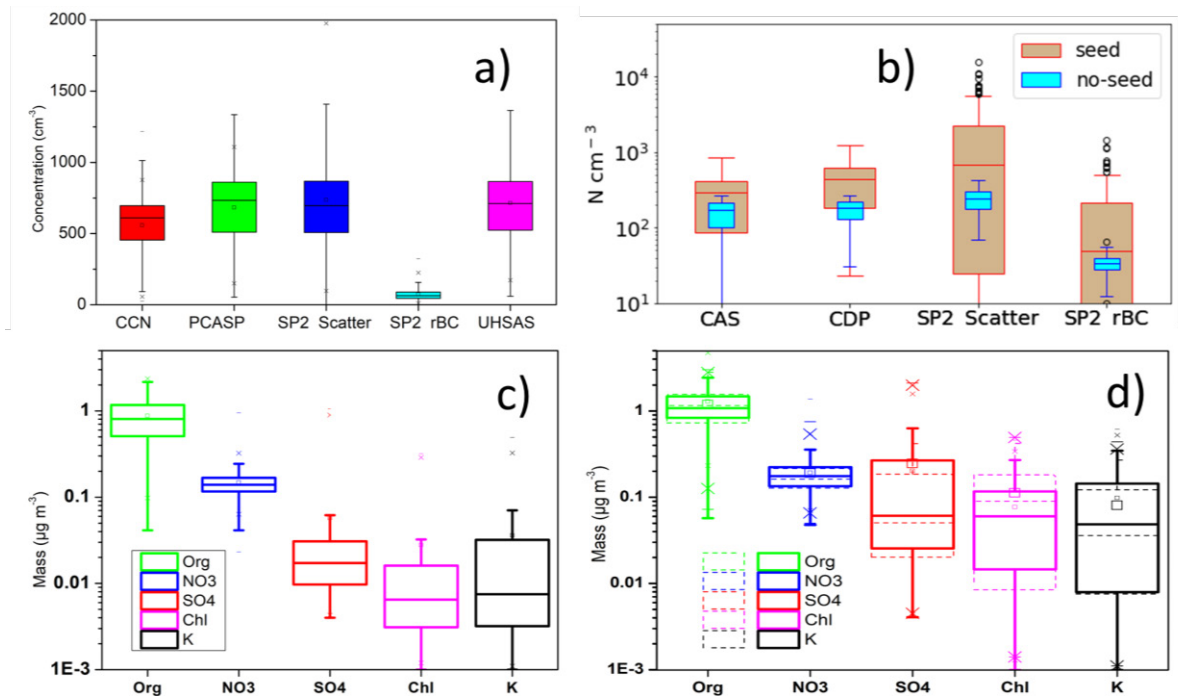 2000
1500
1000
500
0
Concentration (cm⁻³)
a)
CCN PCASP SP2 Scatter SP2 rBC UHSAS
10⁴
10³
10²
10¹
N cm⁻³
b)
seed
no-seed
CAS CDP SP2 Scatter SP2 rBC
1
0.1
0.01
1E-3
Mass (µg m⁻³)
c)
Org
NO3
SO4
Chl
K
Org NO3 SO4 Chl K
1
0.1
0.01
1E-3
Mass (µg m⁻³)
d)
Org
NO3
SO4
Chl
K
Org NO3 SO4 Chl K